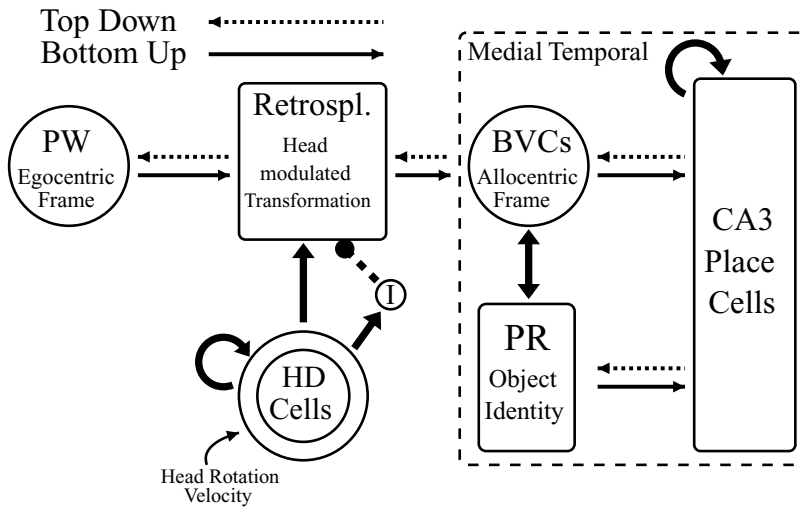 Top Down
Bottom Up
Medial Temporal
PW
Egocentric
Frame
Retrospl.
Head
modulated
Transformation
BVCs
Allocentric
Frame
CA3
Place
Cells
I
PR
Object
Identity
HD
Cells
Head Rotation
Velocity